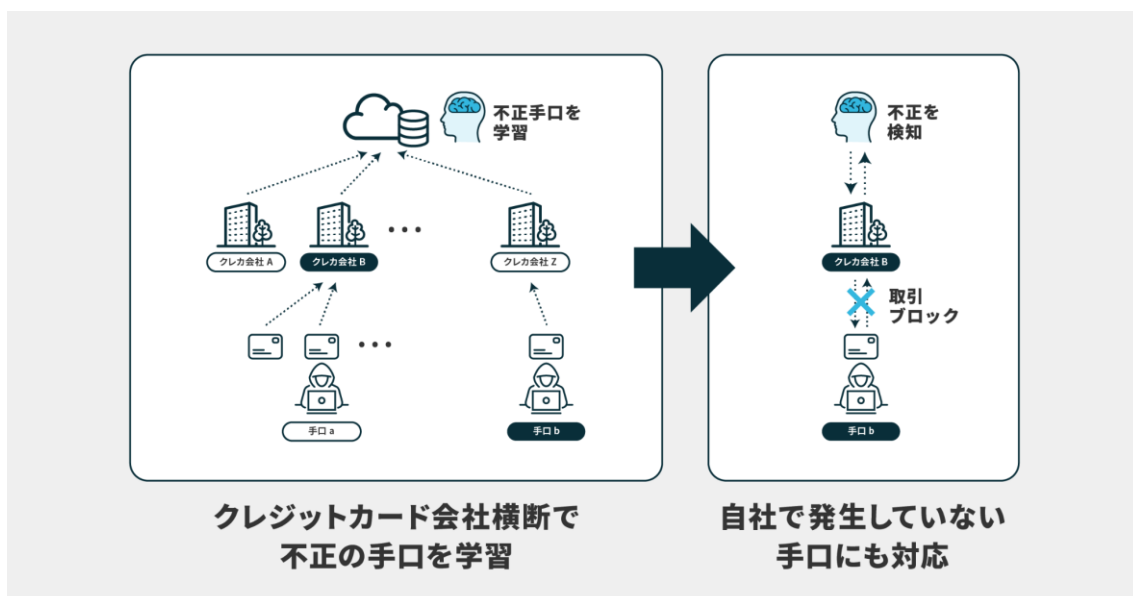 不正手口を
学習
クレカ会社 A
クレカ会社 B
クレカ会社 Z
手口 a
手口 b
クレジットカード会社横断で
不正の手口を学習
不正を
検知
クレカ会社 B
取引
ブロック
手口 b
自社で発生していない
手口にも対応